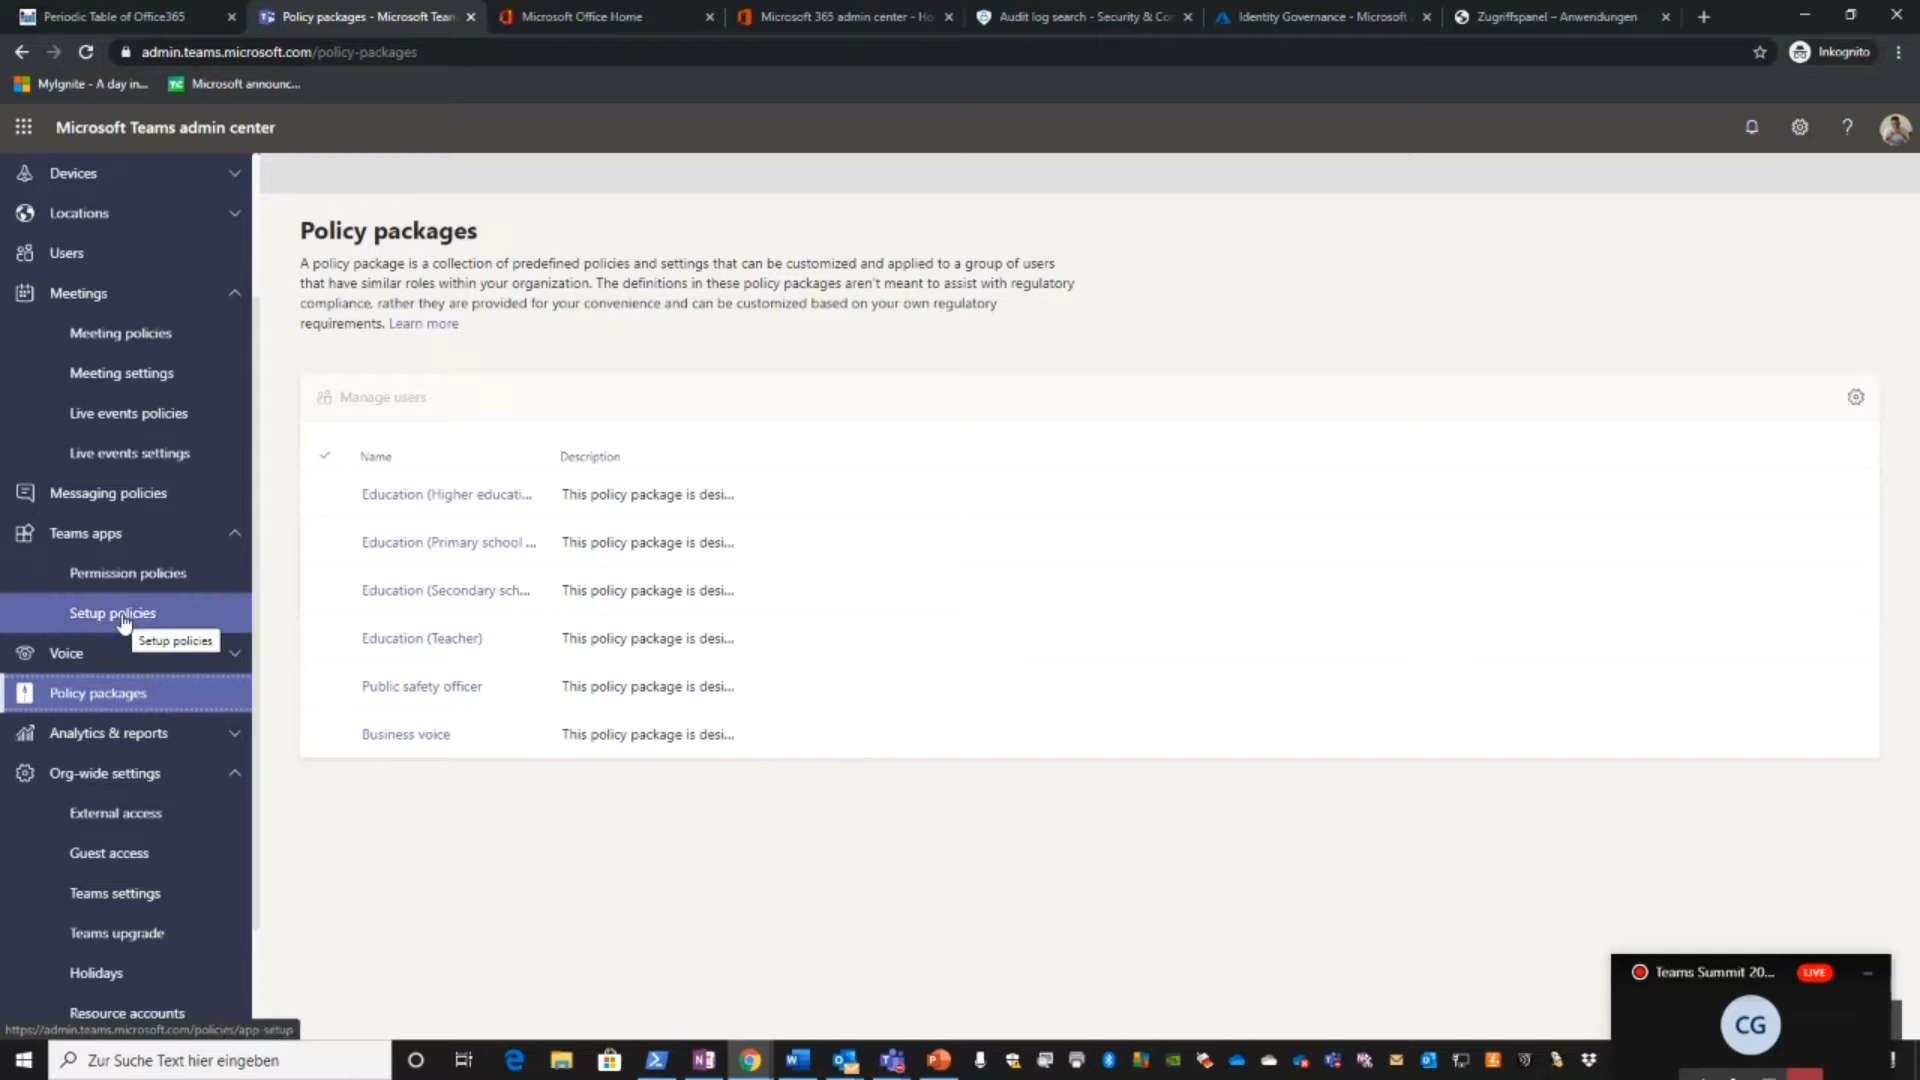 Periodic Table of Office365
Policy packages - Microsoft Team
Microsoft Office Home
Microsoft 365 admin center - Ho
Audit log search - Security & Co
Identity Governance - Microsoft
Zugriffspanel – Anwendungen
admin.teams.microsoft.com/policy-packages
Inkognito
MyIgnite - A day in...
Microsoft announc...
Microsoft Teams admin center
Devices
Locations
Users
Meetings
Meeting policies
Meeting settings
Live events policies
Live events settings
Messaging policies
Teams apps
Permission policies
Setup policies
Setup policies
Voice
Policy packages
Analytics & reports
Org-wide settings
External access
Guest access
Teams settings
Teams upgrade
Holidays
Resource accounts
https://admin.teams.microsoft.com/policies/app-setup
Policy packages
A policy package is a collection of predefined policies and settings that can be customized and applied to a group of users
that have similar roles within your organization. The definitions in these policy packages aren't meant to assist with regulatory
compliance, rather they are provided for your convenience and can be customized based on your own regulatory
requirements. Learn more
Manage users
Name Description
Education (Higher educati... This policy package is desi...
Education (Primary school ... This policy package is desi...
Education (Secondary sch... This policy package is desi...
Education (Teacher) This policy package is desi...
Public safety officer This policy package is desi...
Business voice This policy package is desi...
Teams Summit 20... LIVE
CG
Zur Suche Text hier eingeben